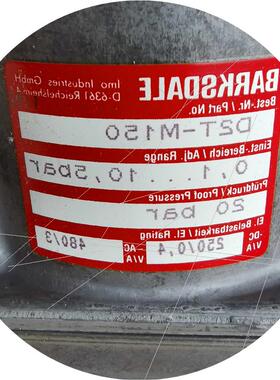 BARKSDALE
Imo Industries GmbH
D-6361 Reichelsheim 4
Best.-Nr./Part No.
D2T-M150
Einst.-Bereich / Adj. Range
0,1...10,5bar
Prüfdruck / Proof Pressure
20 bar
El. Belastbarkeit / El. Rating
-DC- V/A 250/0,4 -AC- V/A 480/3